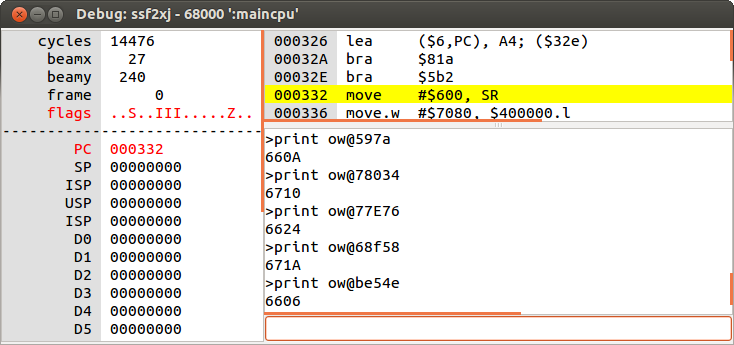 Debug: ssf2xj - 68000 ':maincpu'
cycles 14476
beamx 27
beamy 240
frame 0
flags ..S..III.....Z..
PC 000332
SP 00000000
ISP 00000000
USP 00000000
ISP 00000000
D0 00000000
D1 00000000
D2 00000000
D3 00000000
D4 00000000
D5 00000000
000326 lea ($6,PC), A4; ($32e)
00032A bra $81a
00032E bra $5b2
000332 move #$600, SR
000336 move.w #$7080, $400000.l
>print ow@597a
660A
>print ow@78034
6710
>print ow@77E76
6624
>print ow@68f58
671A
>print ow@be54e
6606